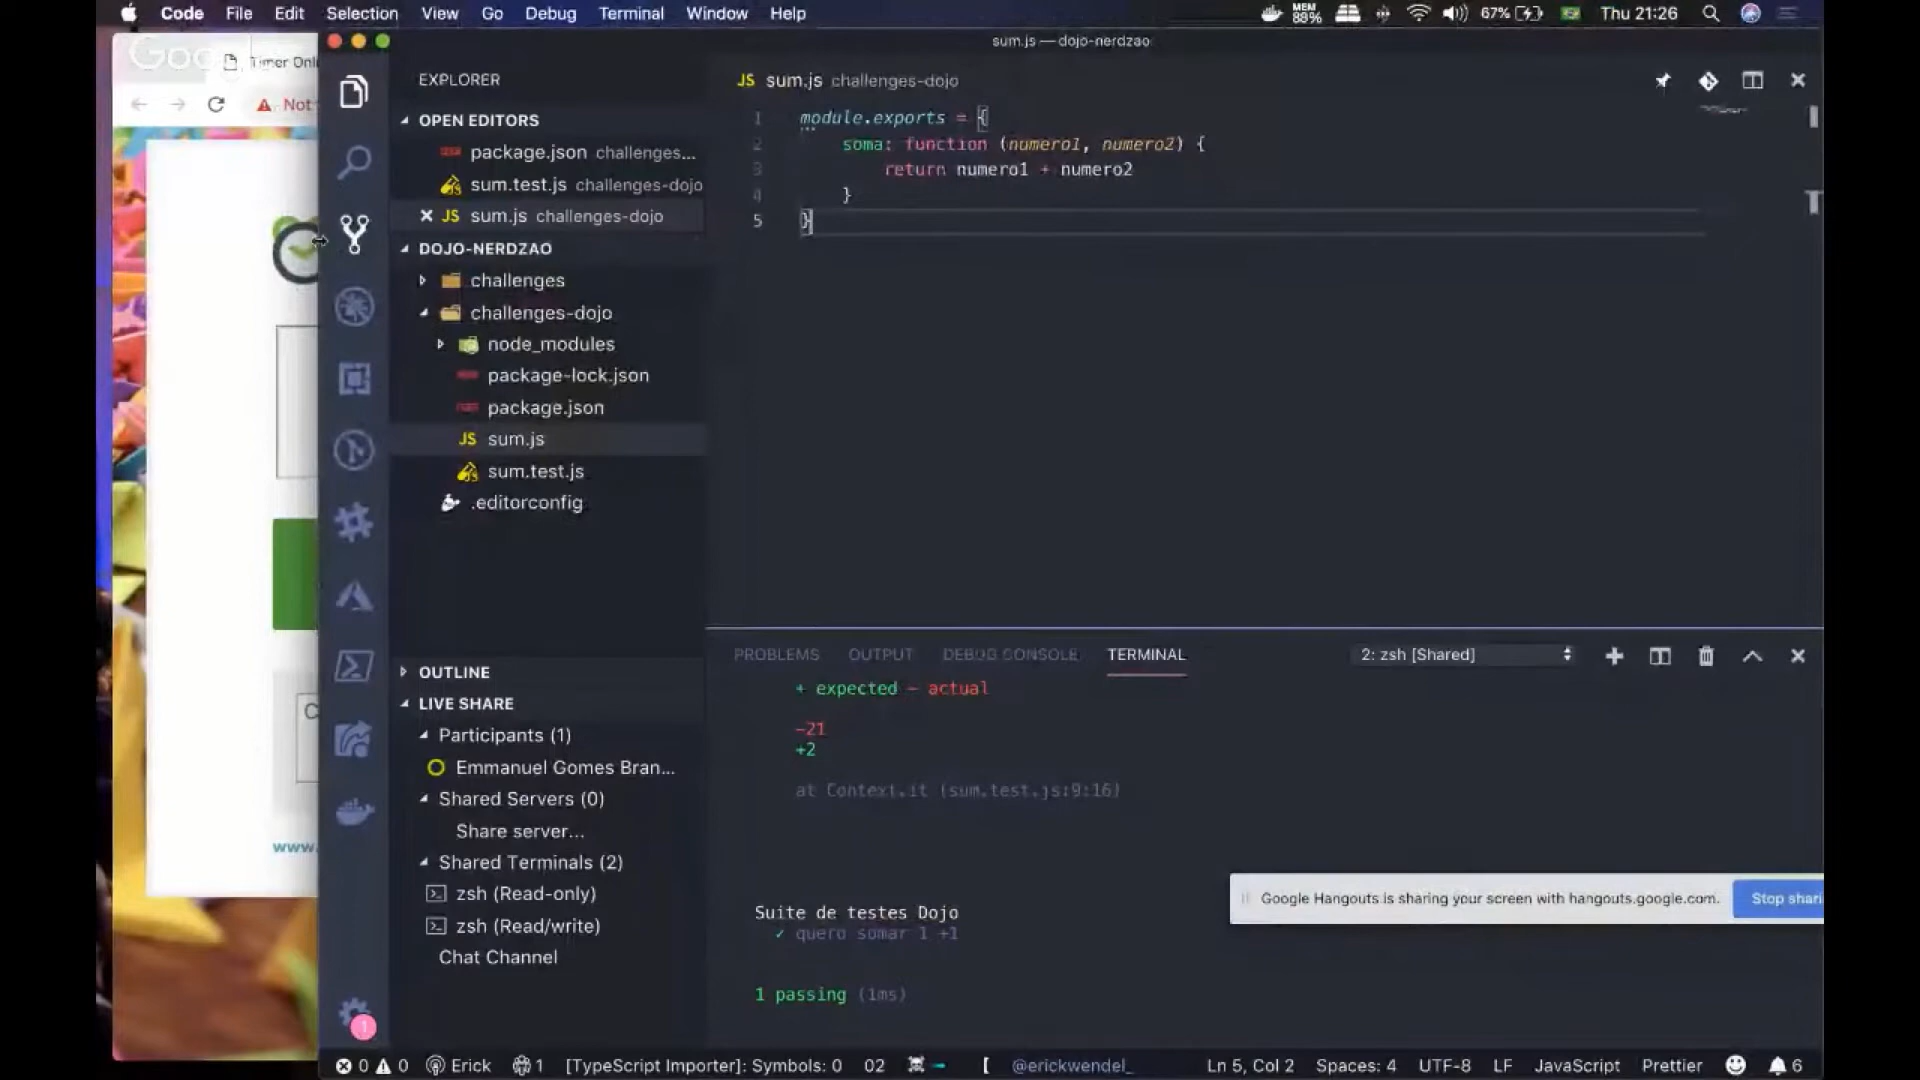 Code File Edit Selection View Go Debug Terminal Window Help
MEM 88% 67% Thu 21:26
sum.js — dojo-nerdzao
Google
Timer Onl
Not
www.
EXPLORER
OPEN EDITORS
package.json challenges...
sum.test.js challenges-dojo
sum.js challenges-dojo
DOJO-NERDZAO
challenges
challenges-dojo
node_modules
package-lock.json
package.json
JS sum.js
sum.test.js
.editorconfig
OUTLINE
LIVE SHARE
Participants (1)
Emmanuel Gomes Bran...
Shared Servers (0)
Share server...
Shared Terminals (2)
zsh (Read-only)
zsh (Read/write)
Chat Channel
1
JS sum.js challenges-dojo
1 module.exports = {
2 soma: function (numero1, numero2) {
3 return numero1 + numero2
4 }
5 }
PROBLEMS OUTPUT DEBUG CONSOLE TERMINAL 2: zsh [Shared]
+ expected - actual
-21
+2
at Context.it (sum.test.js:9:16)
Suite de testes Dojo
✓ quero somar 1 +1
1 passing (1ms)
Google Hangouts is sharing your screen with hangouts.google.com. Stop shari
0 0 Erick 1 [TypeScript Importer]: Symbols: 0 02 [ @erickwendel_ Ln 5, Col 2 Spaces: 4 UTF-8 LF JavaScript Prettier 6